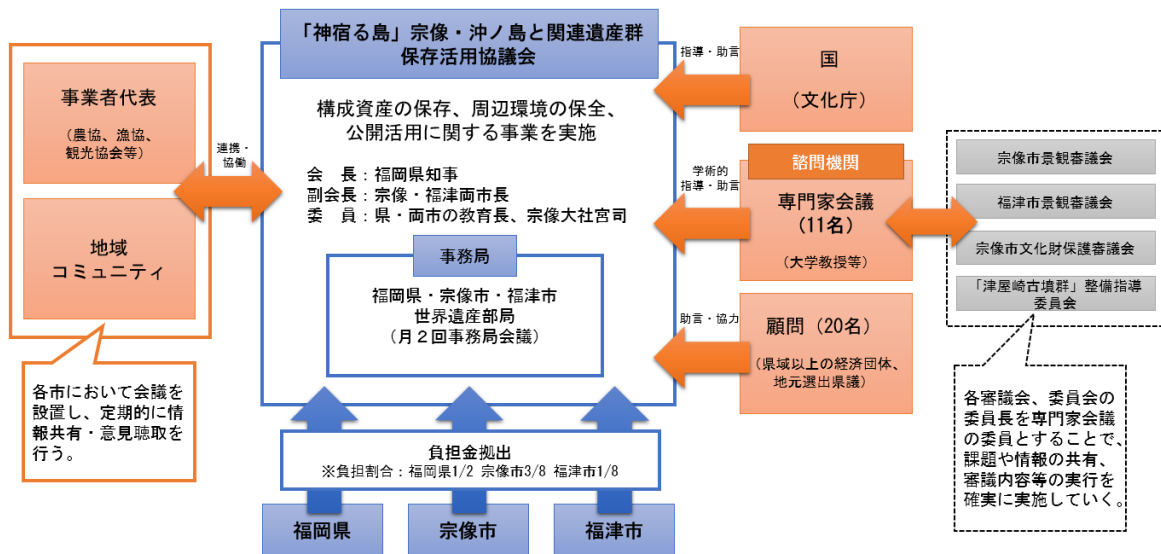 「神宿る島」宗像・沖ノ島と関連遺産群
保存活用協議会
構成資産の保存、周辺環境の保全、
公開活用に関する事業を実施
会　長：福岡県知事
副会長：宗像・福津両市長
委　員：県・両市の教育長、宗像大社宮司
事務局
福岡県・宗像市・福津市
世界遺産部局
（月２回事務局会議）
事業者代表
（農協、漁協、
観光協会等）
地域
コミュニティ
連携・
協働
各市において会議を
設置し、定期的に情
報共有・意見聴取を
行う。
指導・助言
国
（文化庁）
学術的
指導・助言
諮問機関
専門家会議
（11名）
（大学教授等）
助言・協力
顧問（20名）
（県域以上の経済団体、
地元選出県議）
宗像市景観審議会
福津市景観審議会
宗像市文化財保護審議会
「津屋崎古墳群」整備指導
委員会
各審議会、委員会の
委員長を専門家会議
の委員とすることで、
課題や情報の共有、
審議内容等の実行を
確実に実施していく。
負担金拠出
※負担割合：福岡県1/2 宗像市3/8 福津市1/8
福岡県
宗像市
福津市